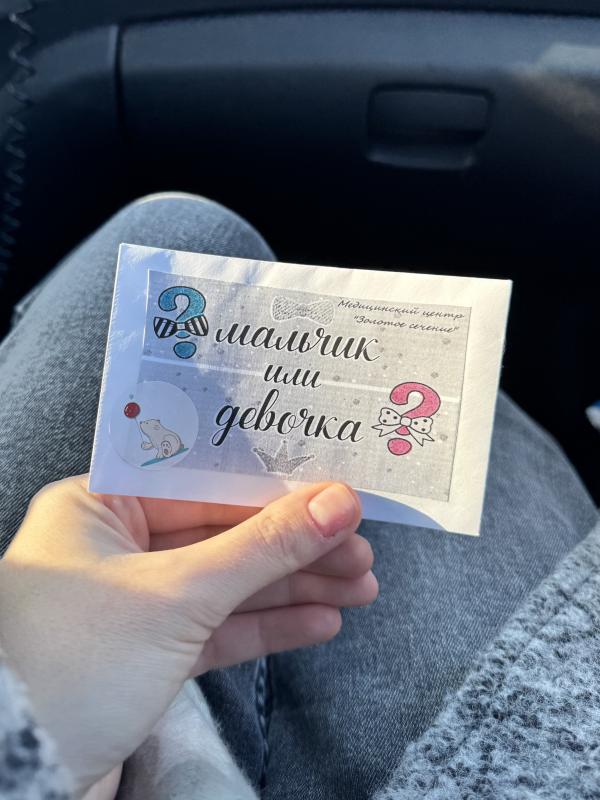 Медицинский центр
"Золотое сечение"
?
мальчик
или
девочка
?